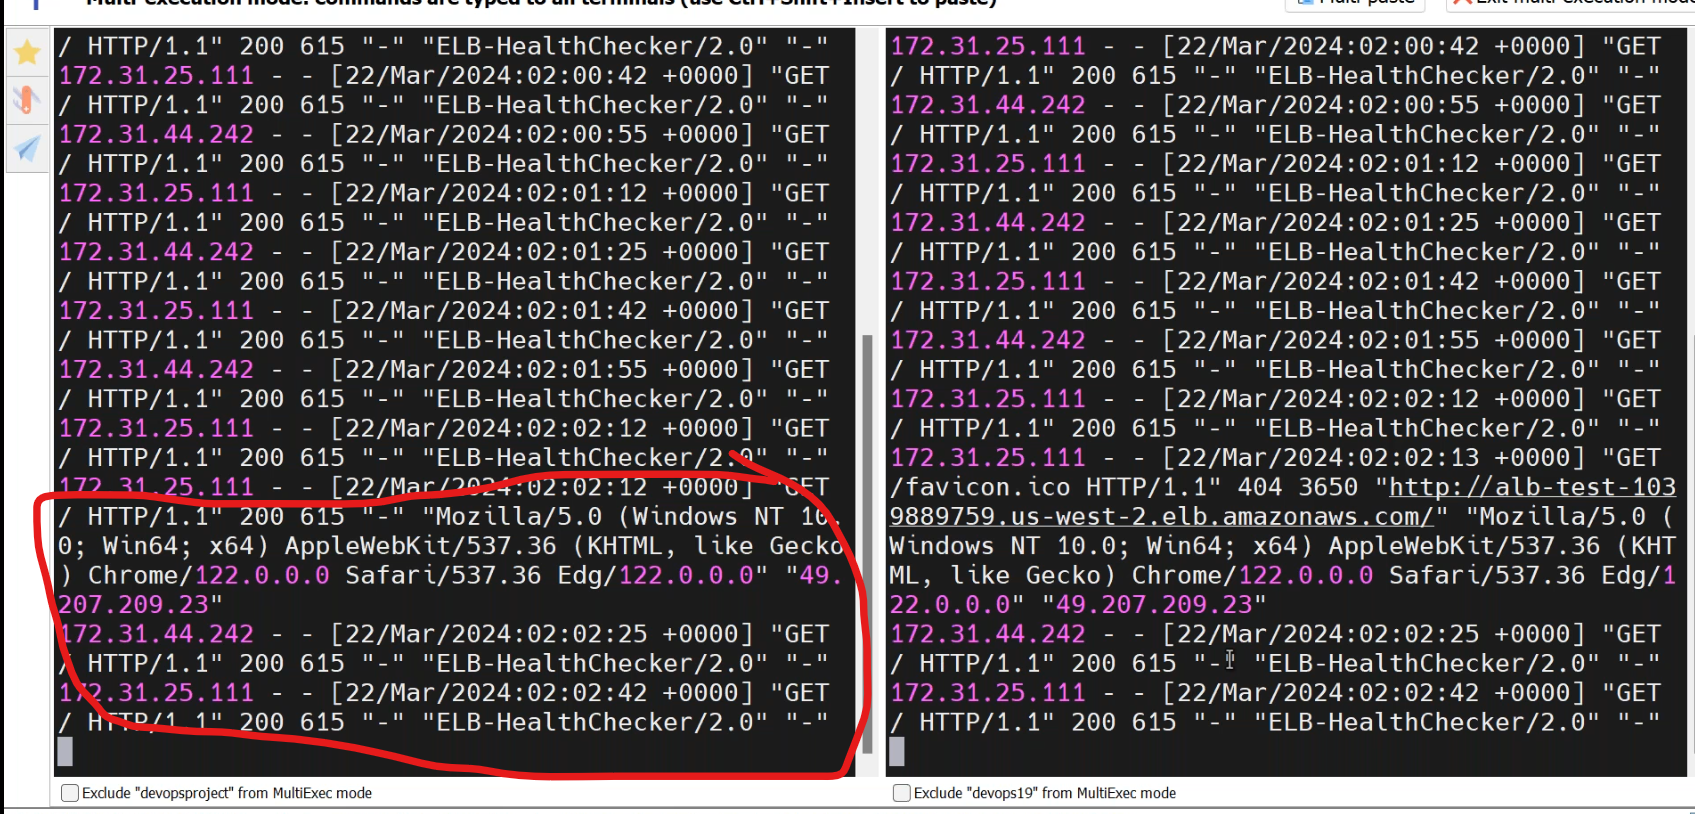 Multi-execution mode: commands are typed to all terminals (use Ctrl+Shift+Insert to paste)
Multi-paste
Exit multi-execution mode
/ HTTP/1.1" 200 615 "-" "ELB-HealthChecker/2.0" "-"
172.31.25.111 - - [22/Mar/2024:02:00:42 +0000] "GET
/ HTTP/1.1" 200 615 "-" "ELB-HealthChecker/2.0" "-"
172.31.44.242 - - [22/Mar/2024:02:00:55 +0000] "GET
/ HTTP/1.1" 200 615 "-" "ELB-HealthChecker/2.0" "-"
172.31.25.111 - - [22/Mar/2024:02:01:12 +0000] "GET
/ HTTP/1.1" 200 615 "-" "ELB-HealthChecker/2.0" "-"
172.31.44.242 - - [22/Mar/2024:02:01:25 +0000] "GET
/ HTTP/1.1" 200 615 "-" "ELB-HealthChecker/2.0" "-"
172.31.25.111 - - [22/Mar/2024:02:01:42 +0000] "GET
/ HTTP/1.1" 200 615 "-" "ELB-HealthChecker/2.0" "-"
172.31.44.242 - - [22/Mar/2024:02:01:55 +0000] "GET
/ HTTP/1.1" 200 615 "-" "ELB-HealthChecker/2.0" "-"
172.31.25.111 - - [22/Mar/2024:02:02:12 +0000] "GET
/ HTTP/1.1" 200 615 "-" "ELB-HealthChecker/2.0" "-"
172.31.25.111 - - [22/Mar/2024:02:02:12 +0000] "GET
/ HTTP/1.1" 200 615 "-" "Mozilla/5.0 (Windows NT 10.
0; Win64; x64) AppleWebKit/537.36 (KHTML, like Gecko
) Chrome/122.0.0.0 Safari/537.36 Edg/122.0.0.0" "49.
207.209.23"
172.31.44.242 - - [22/Mar/2024:02:02:25 +0000] "GET
/ HTTP/1.1" 200 615 "-" "ELB-HealthChecker/2.0" "-"
172.31.25.111 - - [22/Mar/2024:02:02:42 +0000] "GET
/ HTTP/1.1" 200 615 "-" "ELB-HealthChecker/2.0" "-"
Exclude "devopsproject" from MultiExec mode
172.31.25.111 - - [22/Mar/2024:02:00:42 +0000] "GET
/ HTTP/1.1" 200 615 "-" "ELB-HealthChecker/2.0" "-"
172.31.44.242 - - [22/Mar/2024:02:00:55 +0000] "GET
/ HTTP/1.1" 200 615 "-" "ELB-HealthChecker/2.0" "-"
172.31.25.111 - - [22/Mar/2024:02:01:12 +0000] "GET
/ HTTP/1.1" 200 615 "-" "ELB-HealthChecker/2.0" "-"
172.31.44.242 - - [22/Mar/2024:02:01:25 +0000] "GET
/ HTTP/1.1" 200 615 "-" "ELB-HealthChecker/2.0" "-"
172.31.25.111 - - [22/Mar/2024:02:01:42 +0000] "GET
/ HTTP/1.1" 200 615 "-" "ELB-HealthChecker/2.0" "-"
172.31.44.242 - - [22/Mar/2024:02:01:55 +0000] "GET
/ HTTP/1.1" 200 615 "-" "ELB-HealthChecker/2.0" "-"
172.31.25.111 - - [22/Mar/2024:02:02:12 +0000] "GET
/ HTTP/1.1" 200 615 "-" "ELB-HealthChecker/2.0" "-"
172.31.25.111 - - [22/Mar/2024:02:02:13 +0000] "GET
/favicon.ico HTTP/1.1" 404 3650 "http://alb-test-103
9889759.us-west-2.elb.amazonaws.com/" "Mozilla/5.0 (
Windows NT 10.0; Win64; x64) AppleWebKit/537.36 (KHT
ML, like Gecko) Chrome/122.0.0.0 Safari/537.36 Edg/1
22.0.0.0" "49.207.209.23"
172.31.44.242 - - [22/Mar/2024:02:02:25 +0000] "GET
/ HTTP/1.1" 200 615 "-" "ELB-HealthChecker/2.0" "-"
172.31.25.111 - - [22/Mar/2024:02:02:42 +0000] "GET
/ HTTP/1.1" 200 615 "-" "ELB-HealthChecker/2.0" "-"
Exclude "devops19" from MultiExec mode